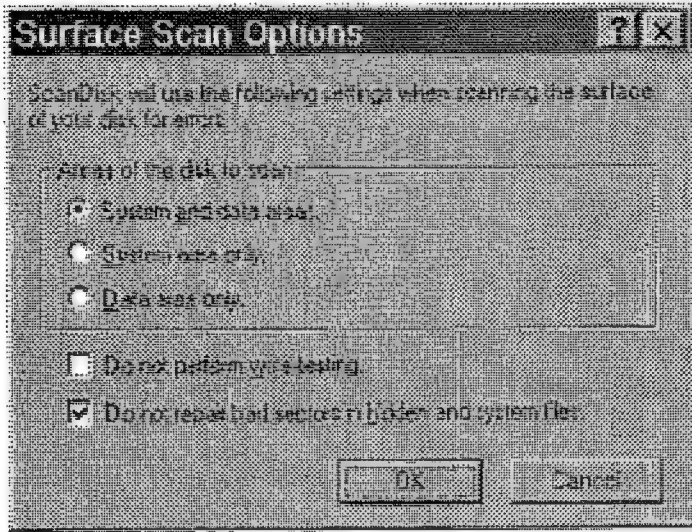 Surface Scan Options
ScanDisk will use the following settings when scanning the surface
of your disk for errors.
Areas of the disk to scan
System and data areas.
System area only.
Data area only.
Do not perform write-testing.
Do not repair bad sectors in hidden and system files.
OK
Cancel